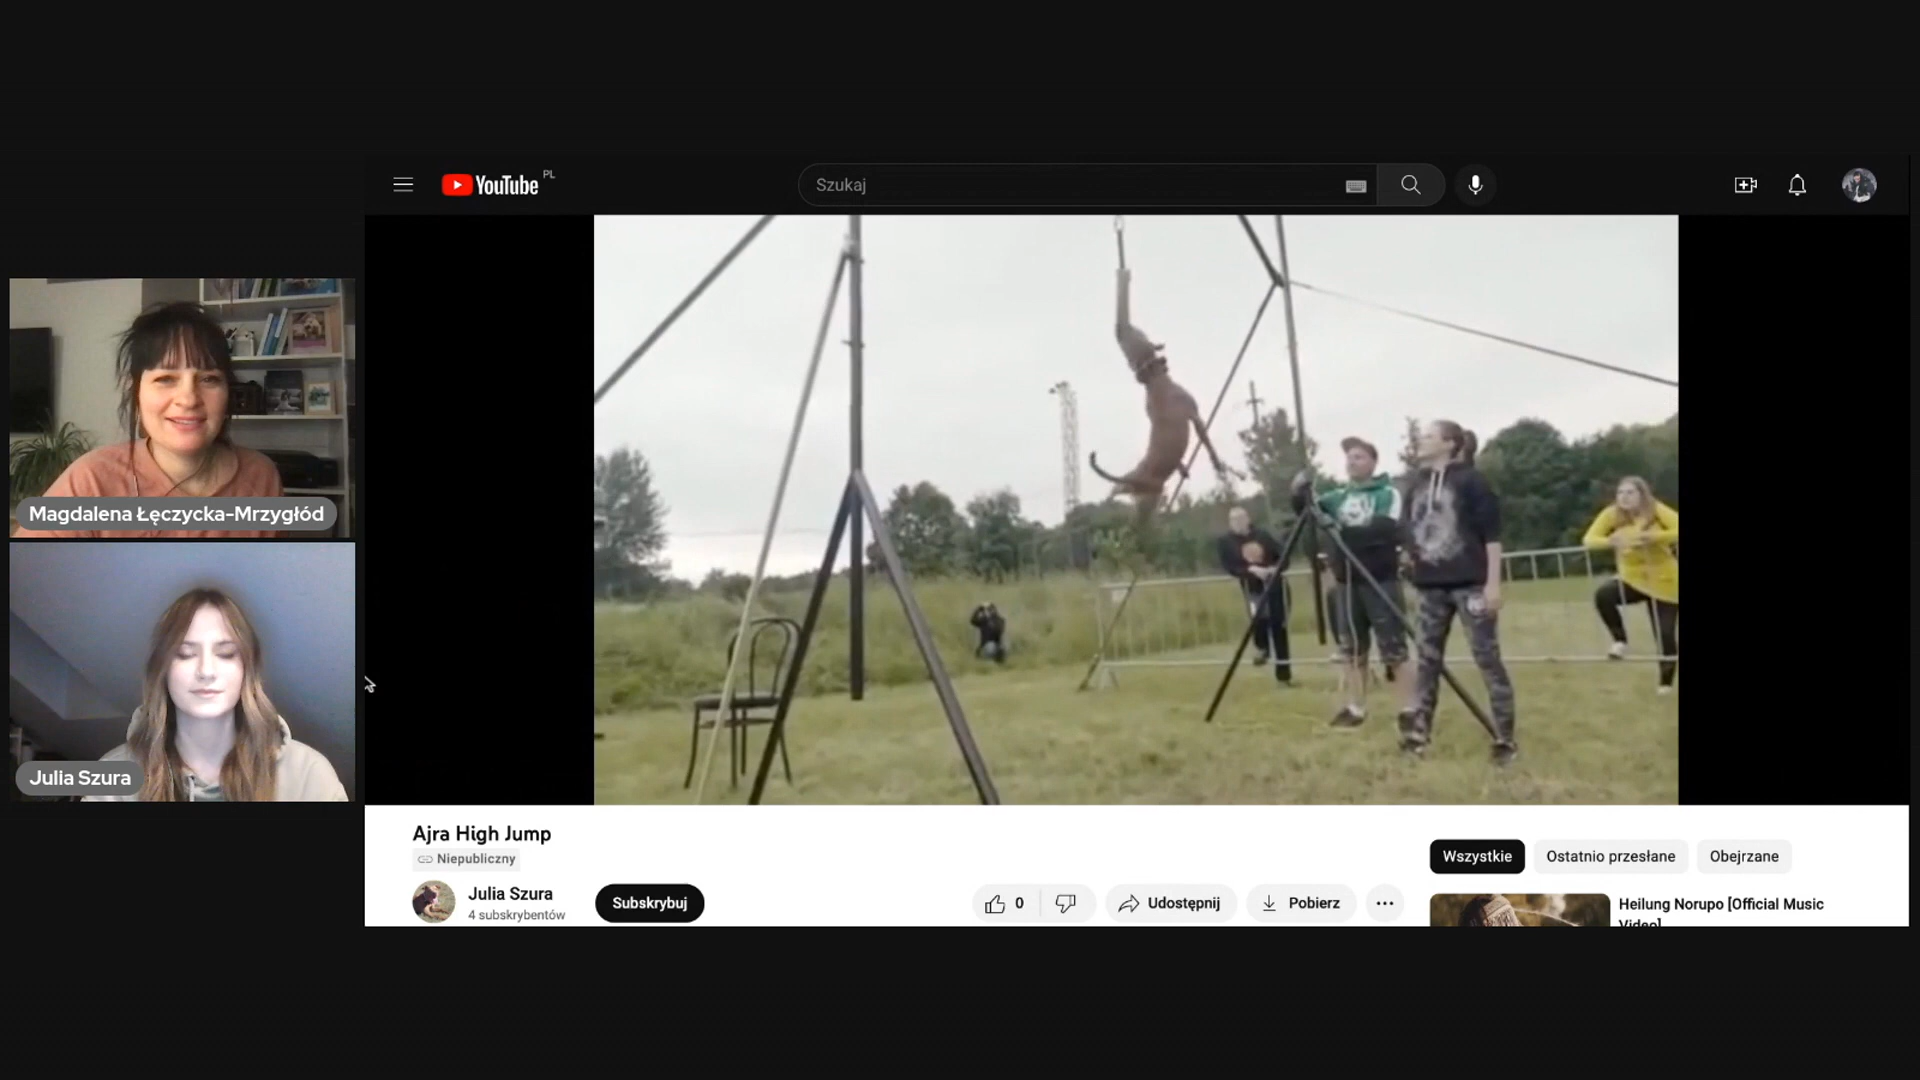 YouTube PL
Szukaj
Magdalena Łęczycka-Mrzygłód
Julia Szura
Ajra High Jump
Niepubliczny
Julia Szura
4 subskrybentów
Subskrybuj
0
Udostępnij
Pobierz
Wszystkie
Ostatnio przesłane
Obejrzane
Heilung Norupo [Official Music
Video]